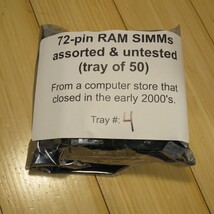 72-pin RAM SIMMs
assorted & untested
(tray of 50)
From a computer store that
closed in the early 2000's.
Tray #: 4